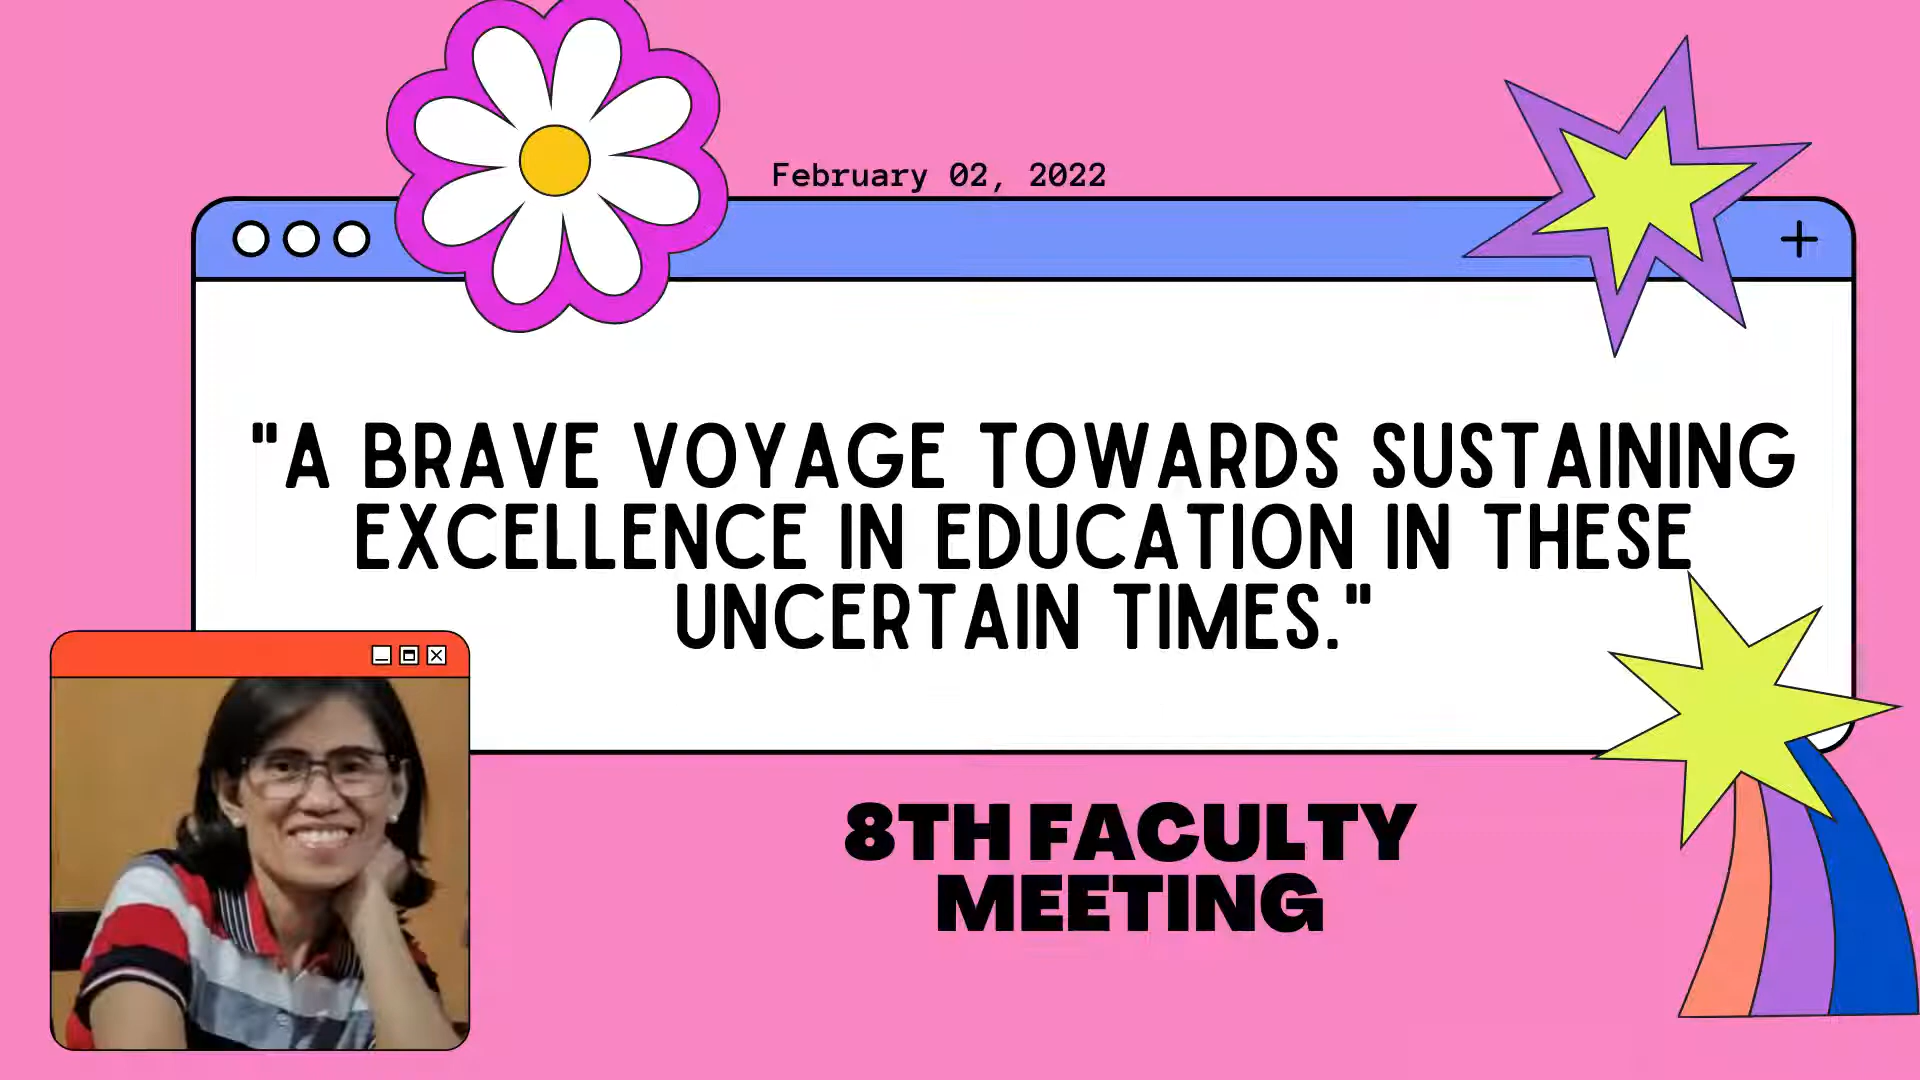 February 02, 2022
"A BRAVE VOYAGE TOWARDS SUSTAINING
EXCELLENCE IN EDUCATION IN THESE
UNCERTAIN TIMES."
8TH FACULTY
MEETING